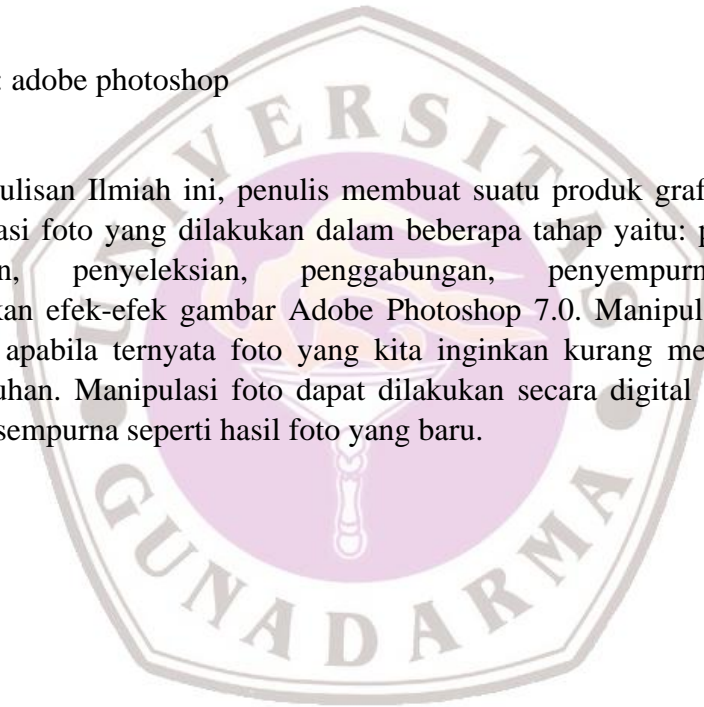 : adobe photoshop
ulisan Ilmiah ini, penulis membuat suatu produk graf
asi foto yang dilakukan dalam beberapa tahap yaitu: p
n, penyeleksian, penggabungan, penyempurn
kan efek-efek gambar Adobe Photoshop 7.0. Manipul
apabila ternyata foto yang kita inginkan kurang me
uhan. Manipulasi foto dapat dilakukan secara digital
sempurna seperti hasil foto yang baru.
UNIVERSITAS
GUNADARMA